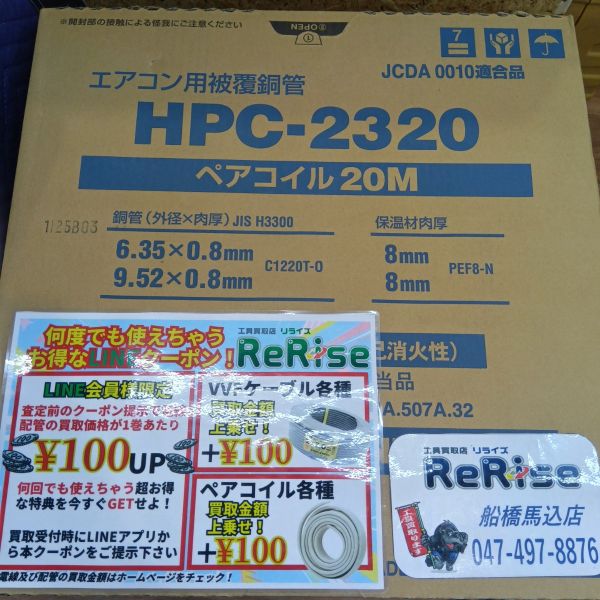 ※開封部の接触による怪我にご注意ください
OPEN
7
JCDA 0010適合品
エアコン用被覆銅管
HPC-2320
ペアコイル 20M
銅管(外径×肉厚) JIS H3300
保温材肉厚
1125B03
6.35×0.8mm
9.52×0.8mm
C1220T-O
8mm
8mm
PEF8-N
己消火性)
当品
A.507A.32
何度でも使えちゃう
お得なLINEクーポン!
工具買取店 リライズ
ReRise
LINE会員様限定
査定前のクーポン提示で
配管の買取価格が1巻あたり
¥100UP
何回でも使えちゃう超お得
な特典を今すぐGETせよ!
買取受付時にLINEアプリか
ら本クーポンをご提示下さい
VVFケーブル各種
買取金額
上乗せ!
+¥100
ペアコイル各種
買取金額
上乗せ!
+¥100
電線及び配管の買取金額はホームページをチェック!
工具買取店 リライズ
ReRise
工具買取ります
船橋馬込店
047-497-8876